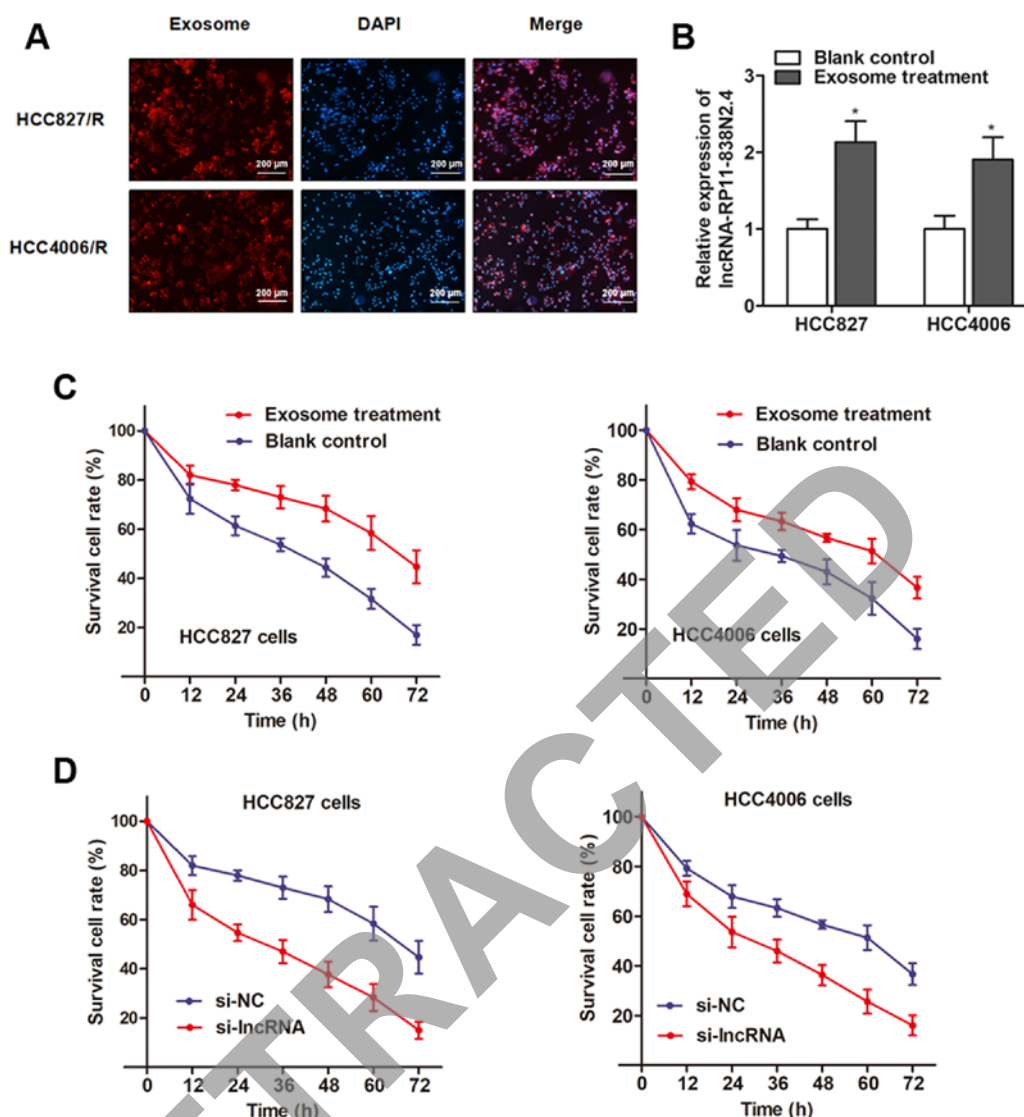 A
Exosome DAPI Merge
HCC827/R
200 μm 200 μm 200 μm
HCC4006/R
200 μm 200 μm 200 μm
B
Blank control
Exosome treatment
Relative expression of
lncRNA-RP11-838N2.4
3
2
1
0
* *
HCC827 HCC4006
C
Exosome treatment
Blank control
Survival cell rate (%)
100
80
60
40
20
HCC827 cells
0 12 24 36 48 60 72
Time (h)
Exosome treatment
Blank control
Survival cell rate (%)
100
80
60
40
20
HCC4006 cells
0 12 24 36 48 60 72
Time (h)
D
HCC827 cells
Survival cell rate (%)
100
80
60
40
20
si-NC
si-lncRNA
0 12 24 36 48 60 72
Time (h)
HCC4006 cells
Survival cell rate (%)
100
80
60
40
20
si-NC
si-lncRNA
0 12 24 36 48 60 72
Time (h)
TRACTED